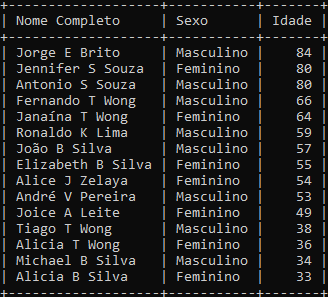 Nome Completo | Sexo | Idade
Jorge E Brito | Masculino | 84
Jennifer S Souza | Feminino | 80
Antonio S Souza | Masculino | 80
Fernando T Wong | Masculino | 66
Janaína T Wong | Feminino | 64
Ronaldo K Lima | Masculino | 59
João B Silva | Masculino | 57
Elizabeth B Silva | Feminino | 55
Alice J Zelaya | Feminino | 54
André V Pereira | Masculino | 53
Joice A Leite | Feminino | 49
Tiago T Wong | Masculino | 38
Alicia T Wong | Feminino | 36
Michael B Silva | Masculino | 34
Alicia B Silva | Feminino | 33